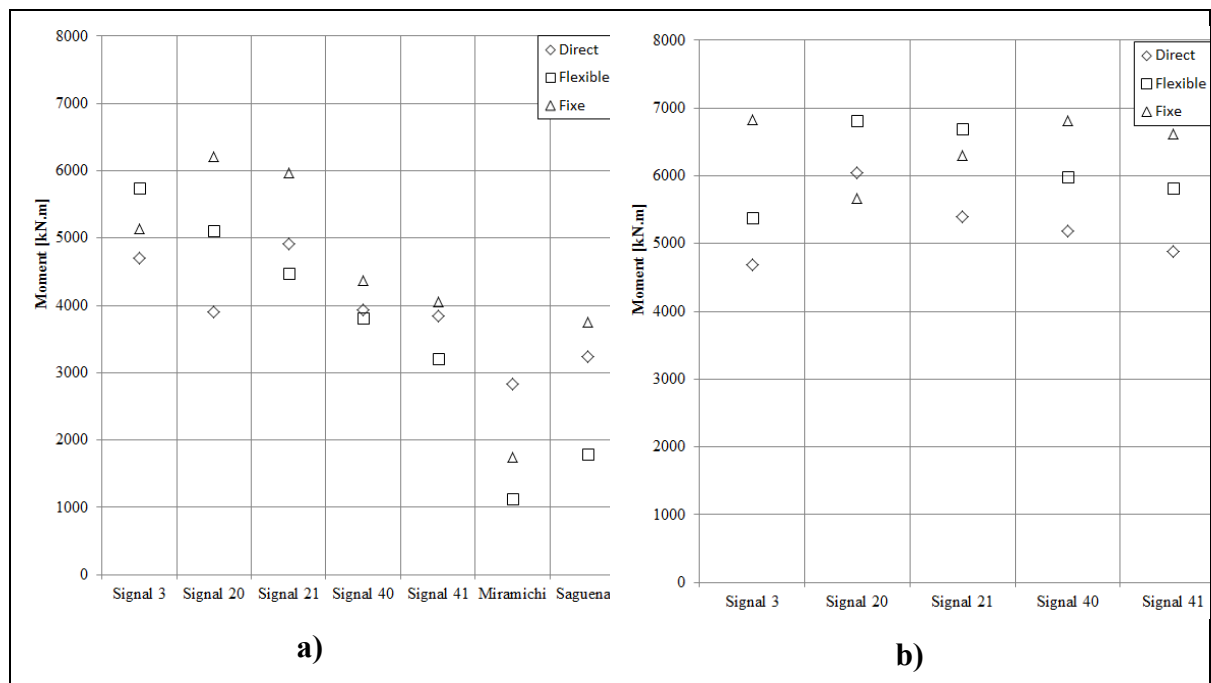 8000
7000
6000
5000
4000
3000
2000
1000
0
Moment [kN.m]
Direct
Flexible
Fixe
Signal 3 Signal 20 Signal 21 Signal 40 Signal 41 Miramichi Saguena
a)
8000
7000
6000
5000
4000
3000
2000
1000
0
Moment [kN.m]
Direct
Flexible
Fixe
Signal 3 Signal 20 Signal 21 Signal 40 Signal 41
b)